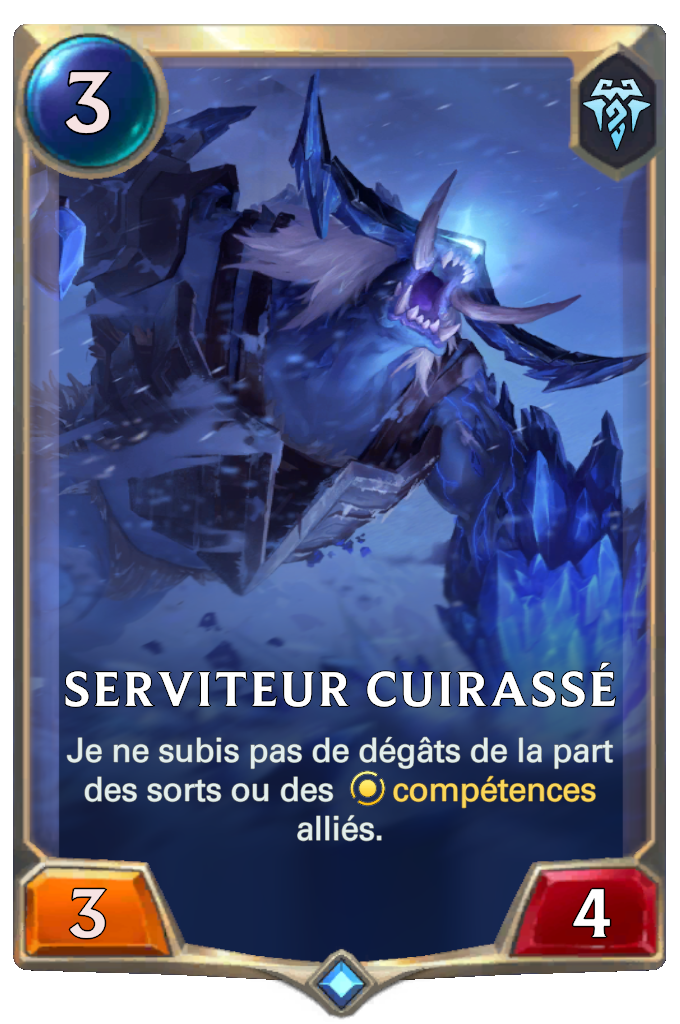 3
SERVITEUR CUIRASSÉ
Je ne subis pas de dégâts de la part
des sorts ou des compétences
alliés.
3
4